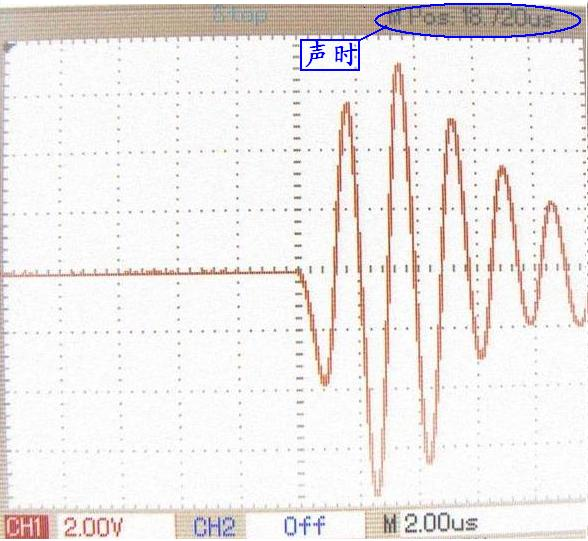 Stop M Pos: 18.720us
声时
CH1 2.00V CH2 Off M 2.00us